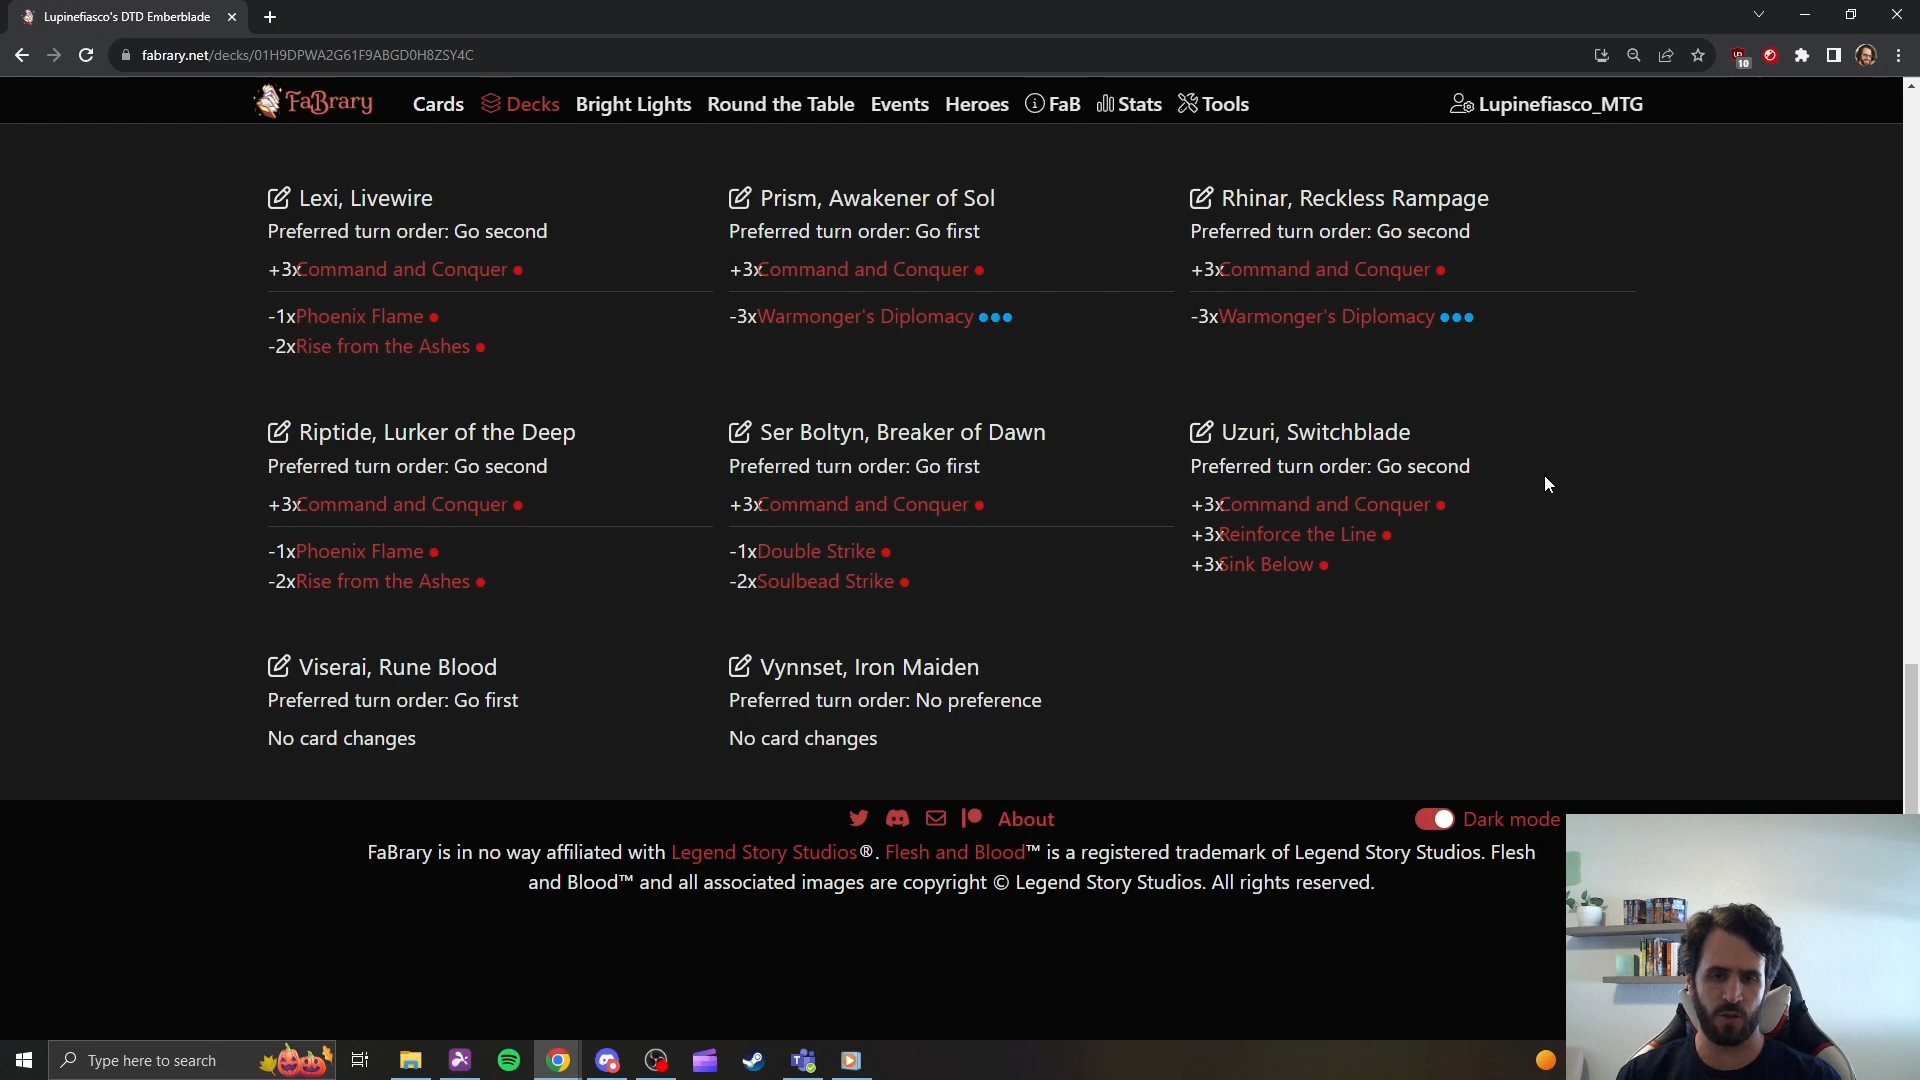 Lupinefiasco's DTD Emberblade
fabrary.net/decks/01H9DPWA2G61F9ABGD0H8ZSY4C
10
FaBrary Cards Decks Bright Lights Round the Table Events Heroes FaB Stats Tools Lupinefiasco_MTG
Lexi, Livewire
Preferred turn order: Go second
+3xCommand and Conquer
-1xPhoenix Flame
-2xRise from the Ashes
Prism, Awakener of Sol
Preferred turn order: Go first
+3xCommand and Conquer
-3xWarmonger's Diplomacy
Rhinar, Reckless Rampage
Preferred turn order: Go second
+3xCommand and Conquer
-3xWarmonger's Diplomacy
Riptide, Lurker of the Deep
Preferred turn order: Go second
+3xCommand and Conquer
-1xPhoenix Flame
-2xRise from the Ashes
Ser Boltyn, Breaker of Dawn
Preferred turn order: Go first
+3xCommand and Conquer
-1xDouble Strike
-2xSoulbead Strike
Uzuri, Switchblade
Preferred turn order: Go second
+3xCommand and Conquer
+3xReinforce the Line
+3xSink Below
Viserai, Rune Blood
Preferred turn order: Go first
No card changes
Vynnset, Iron Maiden
Preferred turn order: No preference
No card changes
About
Dark mode
FaBrary is in no way affiliated with Legend Story Studios®. Flesh and Blood™ is a registered trademark of Legend Story Studios. Flesh
and Blood™ and all associated images are copyright © Legend Story Studios. All rights reserved.
Type here to search